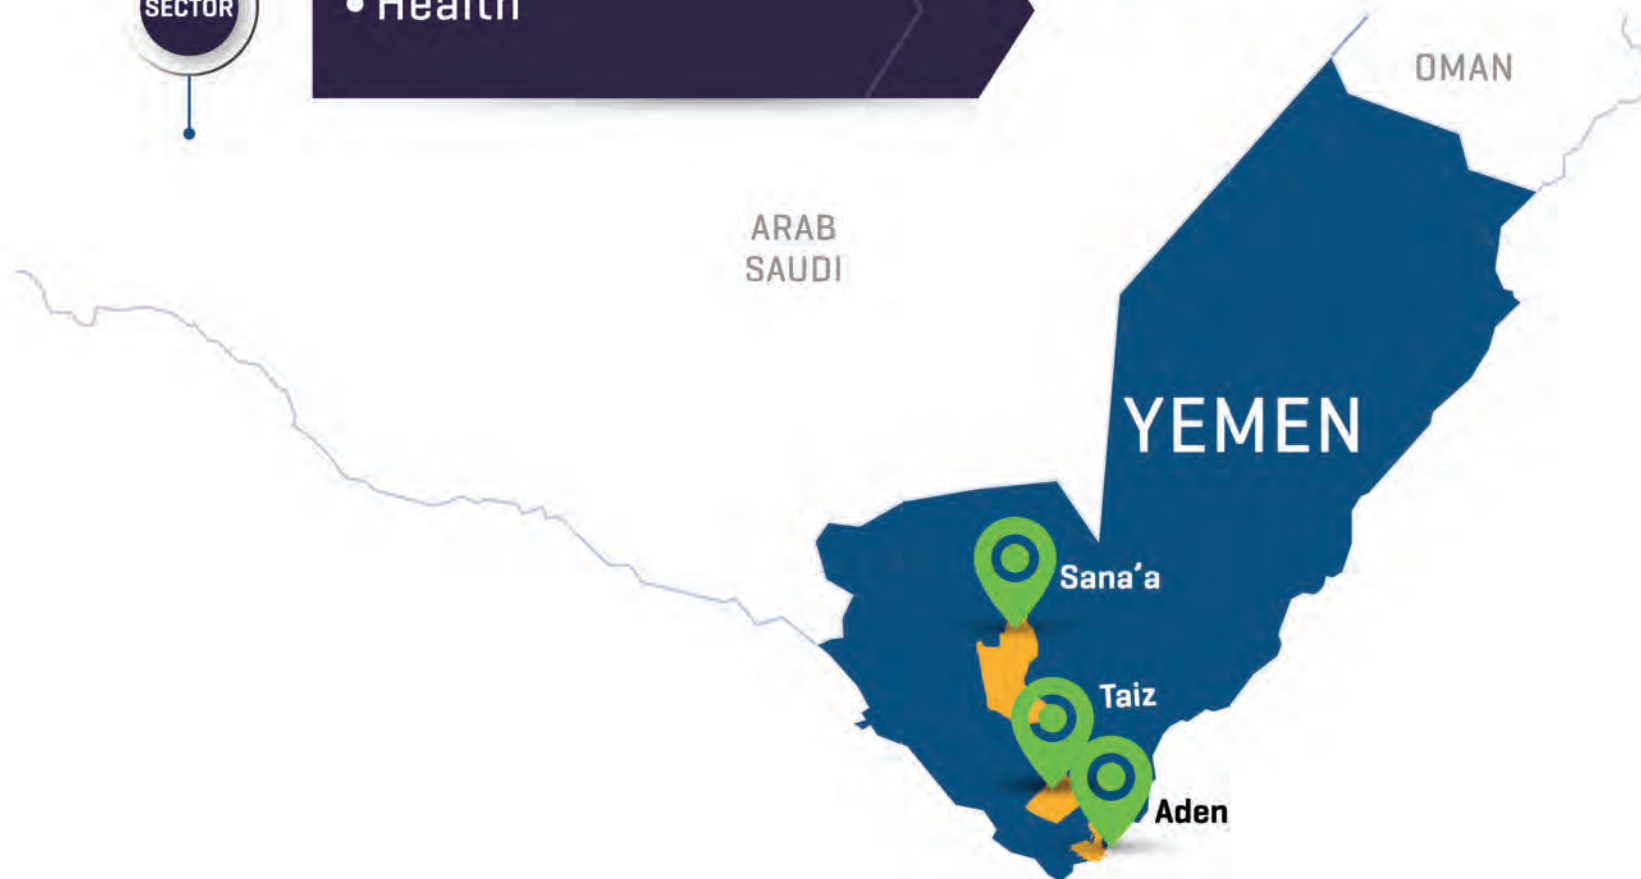 SECTOR
• Health
OMAN
ARAB
SAUDI
YEMEN
Sana’a
Taiz
Aden